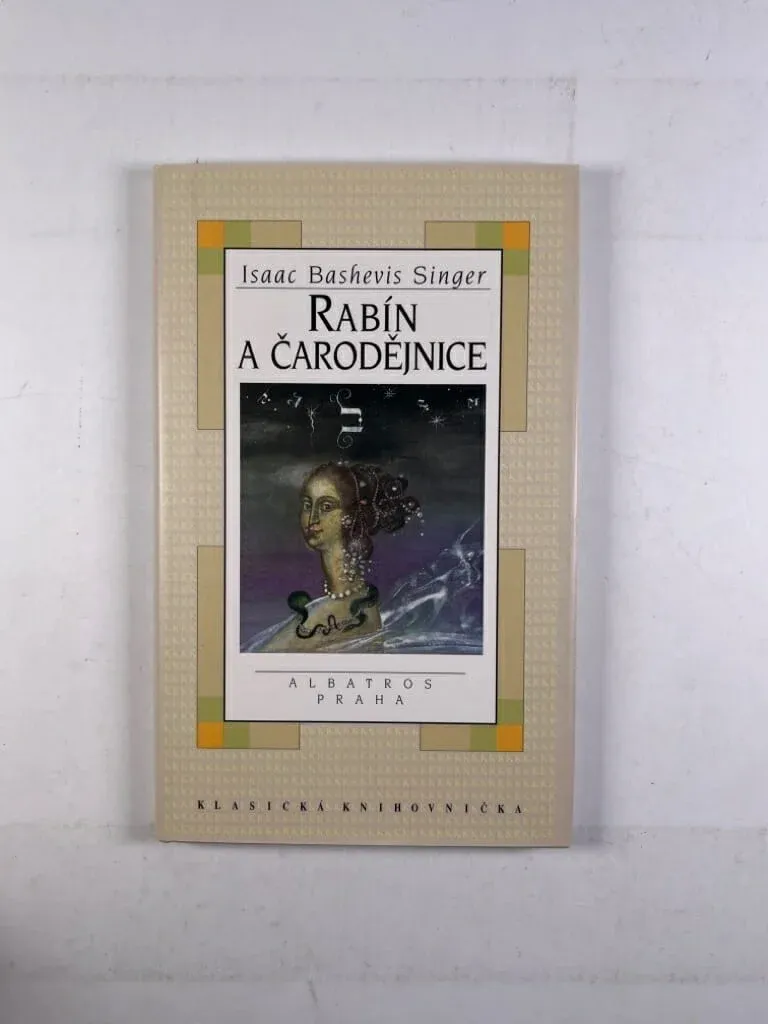 Isaac Bashevis Singer
RABÍN
A ČARODĚJNICE
ALBATROS
PRAHA
KLASICKÁ KNIHOVNIČKA